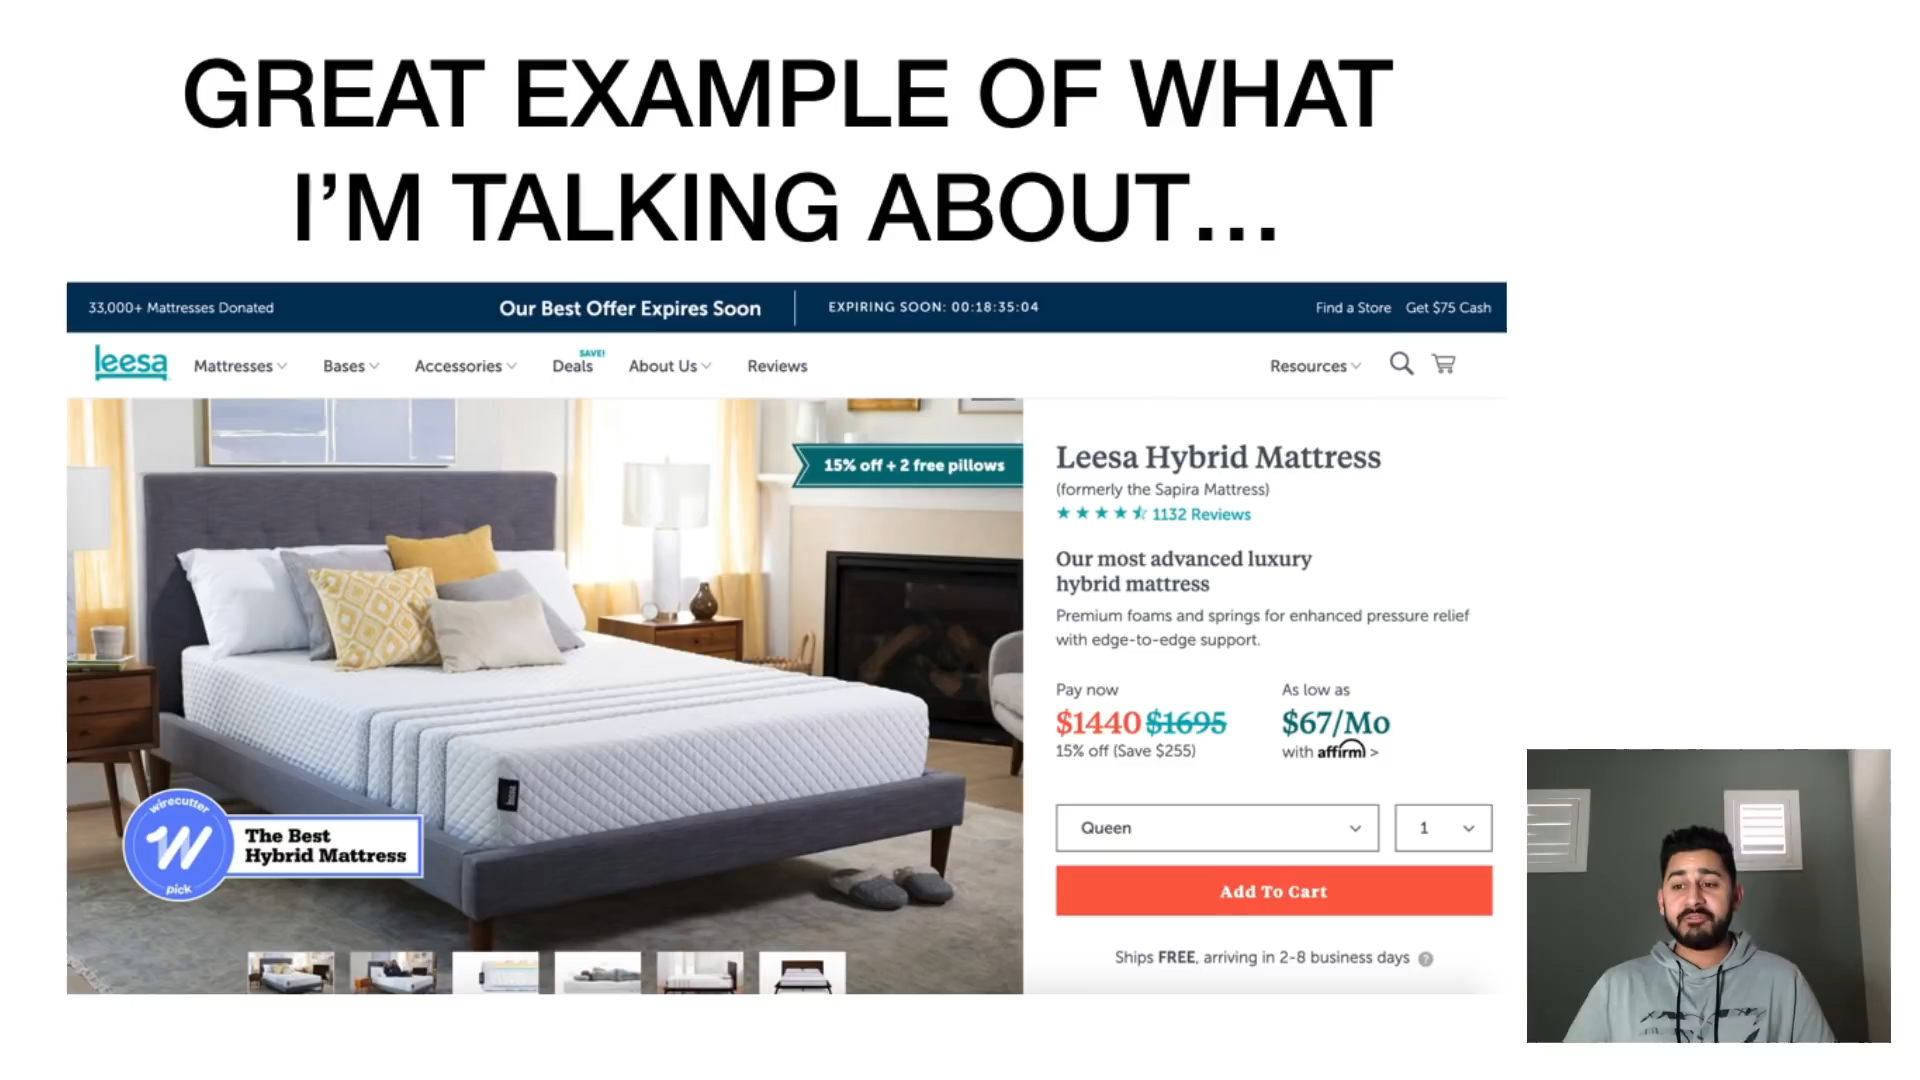 GREAT EXAMPLE OF WHAT
I'M TALKING ABOUT...
33,000+ Mattresses Donated
Our Best Offer Expires Soon
EXPIRING SOON: 00:18:35:04
Find a Store
Get $75 Cash
leesa
Mattresses
Bases
Accessories
Deals
SAVE!
About Us
Reviews
Resources
15% off + 2 free pillows
Leesa Hybrid Mattress
(formerly the Sapira Mattress)
1132 Reviews
Our most advanced luxury
hybrid mattress
Premium foams and springs for enhanced pressure relief
with edge-to-edge support.
Pay now
$1440 $1695
15% off (Save $255)
As low as
$67/Mo
with affirm >
Queen
1
Add To Cart
Ships FREE, arriving in 2-8 business days ?
leesa
wirecutter
W
pick
The Best
Hybrid Mattress